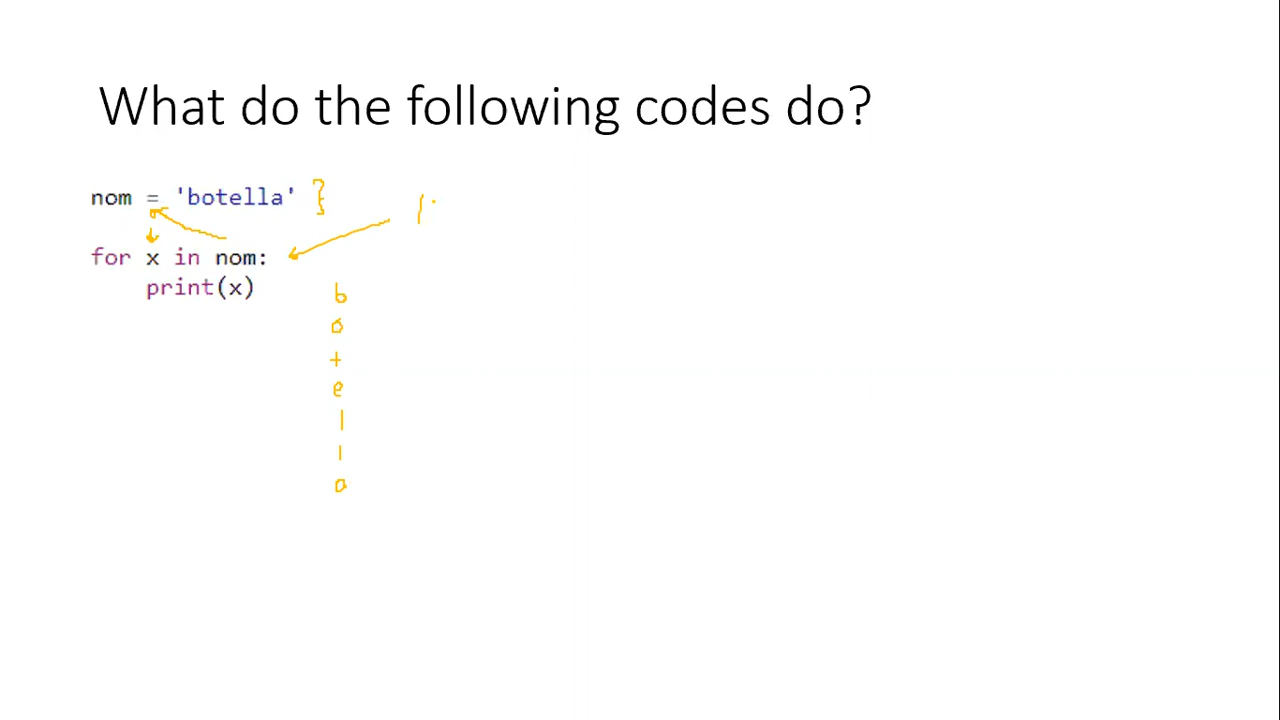 What do the following codes do?
nom = 'botella' }
for x in nom:
    print(x)
b
o
t
e
l
l
a